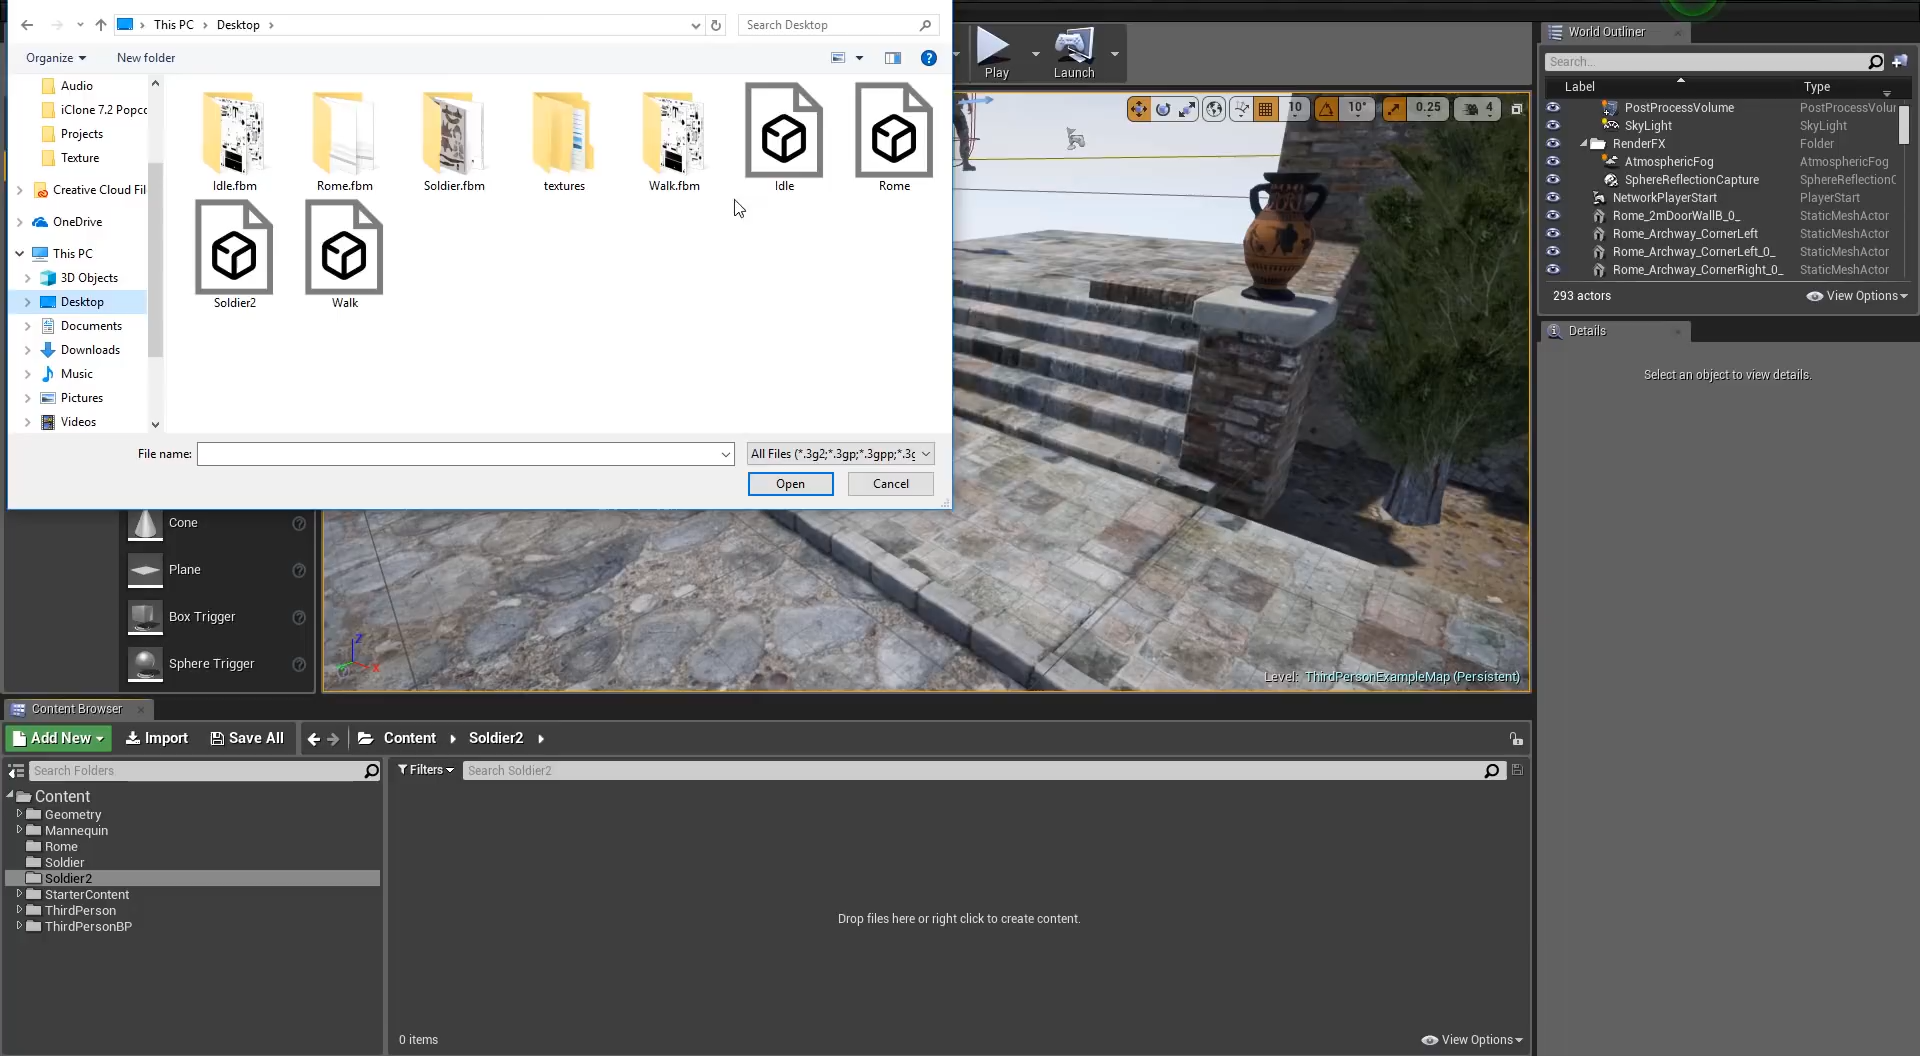 This PC
Desktop
Search Desktop
Organize
New folder
Audio
iClone 7.2 Popcc
Projects
Texture
Creative Cloud Fil
OneDrive
This PC
3D Objects
Desktop
Documents
Downloads
Music
Pictures
Videos
Idle.fbm
Rome.fbm
Soldier.fbm
textures
Walk.fbm
Idle
Rome
Soldier2
Walk
File name:
All Files (*.3g2;*.3gp;*.3gpp;*.3g
Open
Cancel
Play
Launch
10
10°
0.25
4
World Outliner
Search...
Label
Type
PostProcessVolume
PostProcessVolur
SkyLight
SkyLight
RenderFX
Folder
AtmosphericFog
AtmosphericFog
SphereReflectionCapture
SphereReflectionC
NetworkPlayerStart
PlayerStart
Rome_2mDoorWallB_0_
StaticMeshActor
Rome_Archway_CornerLeft
StaticMeshActor
Rome_Archway_CornerLeft_0_
StaticMeshActor
Rome_Archway_CornerRight_0_
StaticMeshActor
293 actors
View Options
Details
Select an object to view details.
Cone
Plane
Box Trigger
Sphere Trigger
Z
X
Level: ThirdPersonExampleMap (Persistent)
Content Browser
Add New
Import
Save All
Content
Soldier2
Search Folders
Filters
Search Soldier2
Content
Geometry
Mannequin
Rome
Soldier
Soldier2
StarterContent
ThirdPerson
ThirdPersonBP
Drop files here or right click to create content.
0 items
View Options